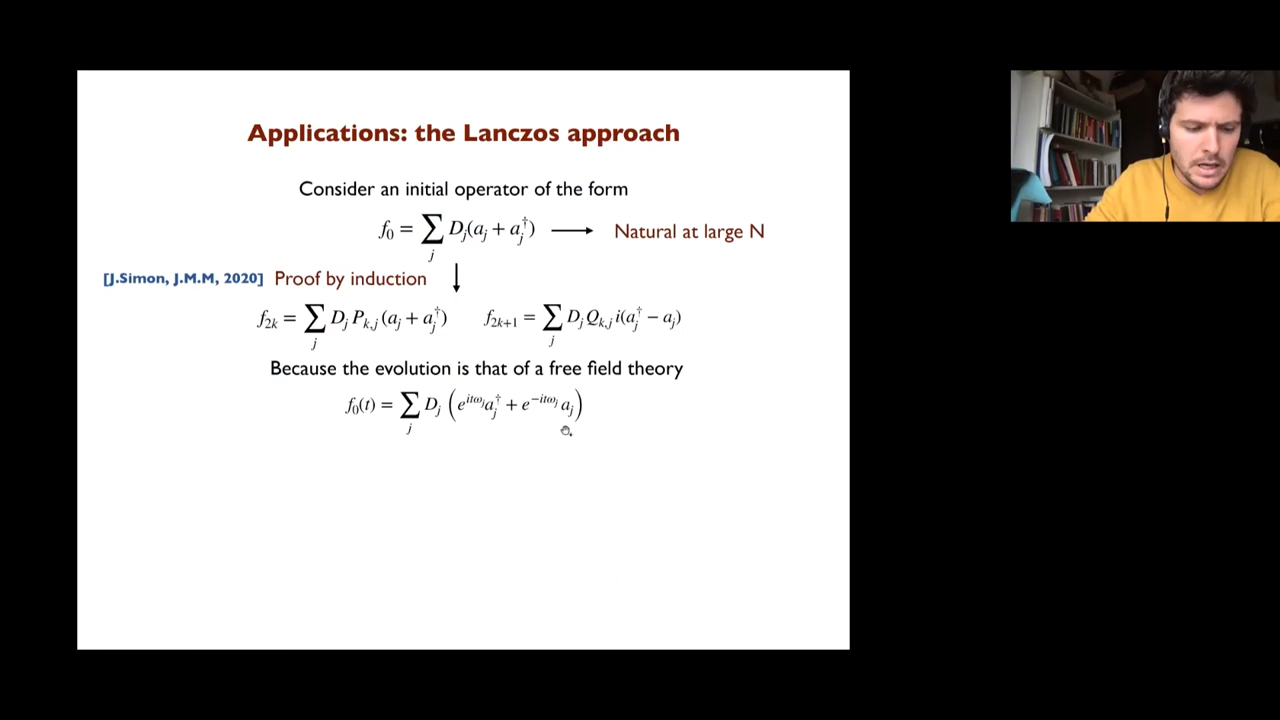 Applications: the Lanczos approach
Consider an initial operator of the form
f₀ = ∑_j D_j(a_j + a_j†) ⟶ Natural at large N
[J.Simon, J.M.M, 2020] Proof by induction ↓
f_{2k} = ∑_j D_j P_{k,j}(a_j + a_j†) f_{2k+1} = ∑_j D_j Q_{k,j} i(a_j† − a_j)
Because the evolution is that of a free field theory
f₀(t) = ∑_j D_j (e^{itω_j} a_j† + e^{−itω_j} a_j)